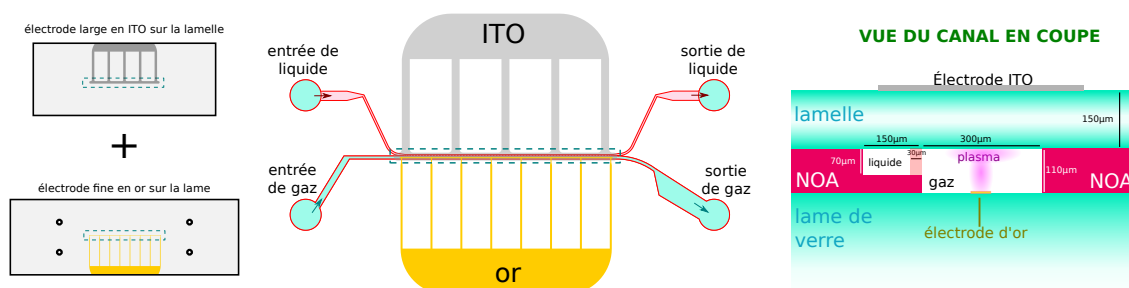 électrode large en ITO sur la lamelle
+
électrode fine en or sur la lame
ITO
entrée de
liquide
sortie de
liquide
entrée
de gaz
sortie
de gaz
or
VUE DU CANAL EN COUPE
Électrode ITO
lamelle
150µm
150µm
300µm
70µm
liquide
30µm
plasma
110µm
NOA
gaz
NOA
lame de
verre
électrode d'or